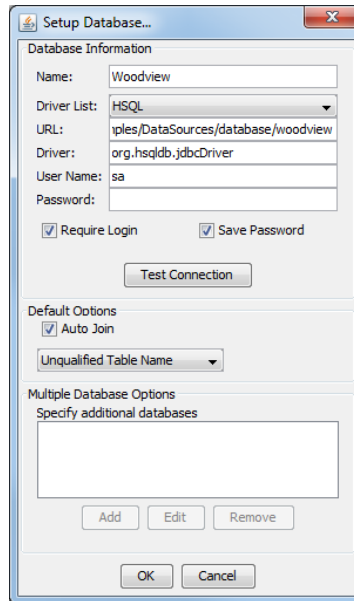 Setup Database...
Database Information
Name: Woodview
Driver List: HSQL
URL: ples/DataSources/database/woodview
Driver: org.hsqldb.jdbcDriver
User Name: sa
Password:
Require Login Save Password
Test Connection
Default Options
Auto Join
Unqualified Table Name
Multiple Database Options
Specify additional databases
Add Edit Remove
OK Cancel